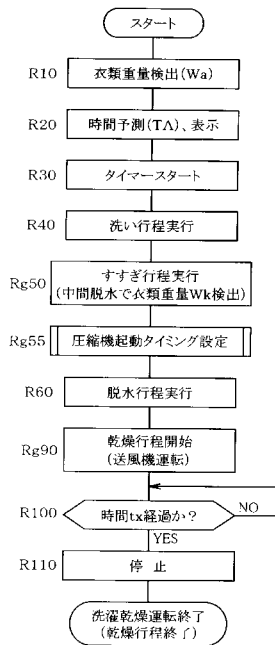 スタート
R10
衣類重量検出(Wa)
R20
時間予測(TΛ)、表示
R30
タイマースタート
R40
洗い行程実行
Rg50
すすぎ行程実行
(中間脱水で衣類重量Wk検出)
Rg55
圧縮機起動タイミング設定
R60
脱水行程実行
Rg90
乾燥行程開始
(送風機運転)
R100
時間tx経過か？
NO
YES
R110
停 止
洗濯乾燥運転終了
(乾燥行程終了)